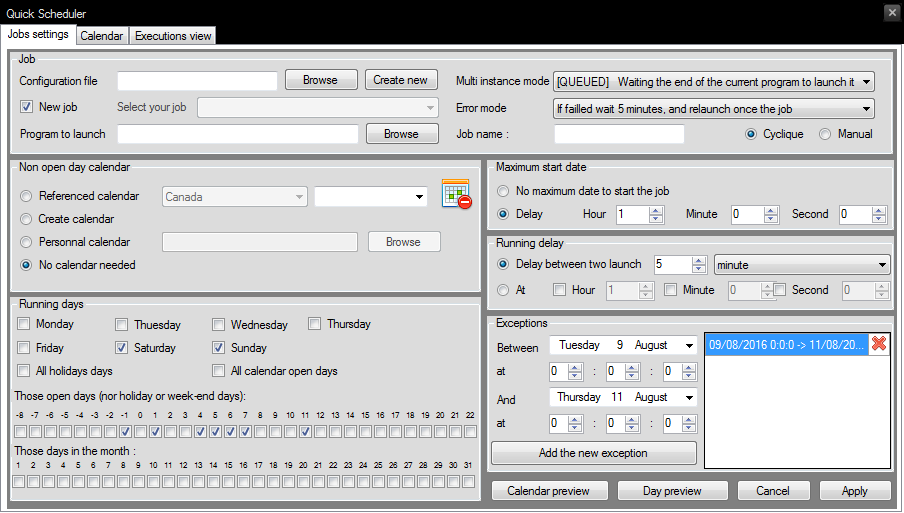 Quick Scheduler
Jobs settings Calendar Executions view
Job
Configuration file Browse Create new Multi instance mode [QUEUED] Waiting the end of the current program to launch it
New job Select your job Error mode If failled wait 5 minutes, and relaunch once the job
Program to launch Browse Job name : Cyclique Manual
Non open day calendar
Referenced calendar Canada
Create calendar
Personnal calendar Browse
No calendar needed
Maximum start date
No maximum date to start the job
Delay Hour 1 Minute 0 Second 0
Running delay
Delay between two launch 5 minute
At Hour 1 Minute 0 Second 0
Running days
Monday Thuesday Wednesday Thursday
Friday Saturday Sunday
All holidays days All calendar open days
Those open days (nor holiday or week-end days):
-8 -7 -6 -5 -4 -3 -2 -1 0 1 2 3 4 5 6 7 8 9 10 11 12 13 14 15 16 17 18 19 20 21 22
Those days in the month :
1 2 3 4 5 6 7 8 9 10 11 12 13 14 15 16 17 18 19 20 21 22 23 24 25 26 27 28 29 30 31
Exceptions
Between Tuesday 9 August
at 0 : 0 : 0
And Thursday 11 August
at 0 : 0 : 0
Add the new exception
09/08/2016 0:0:0 -> 11/08/20...
Calendar preview Day preview Cancel Apply